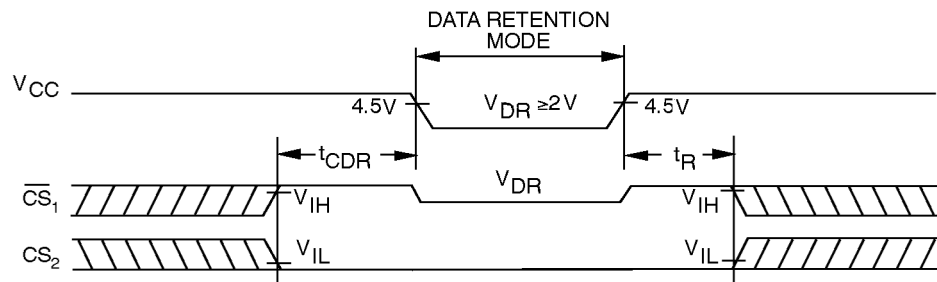 DATA RETENTION
MODE
VCC
4.5V
VDR ≥2V
4.5V
tCDR
tR
CS1
VIH
VDR
VIH
CS2
VIL
VIL